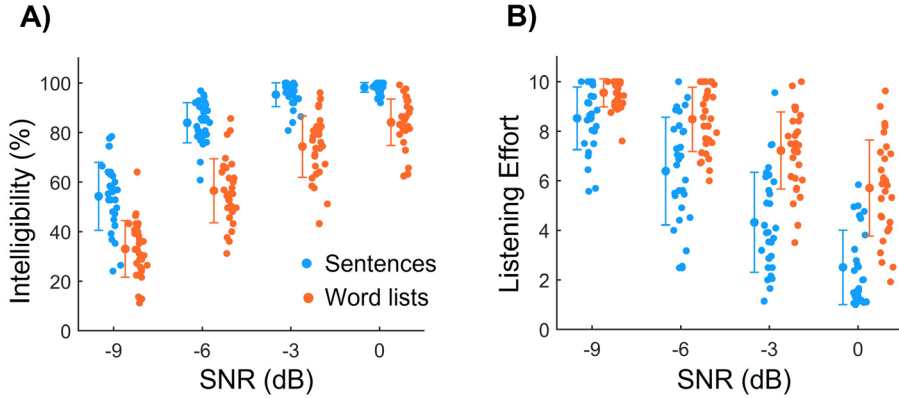 A)
Intelligibility (%)
100
80
60
40
20
0
-9
-6
-3
0
SNR (dB)
Sentences
Word lists
B)
Listening Effort
10
8
6
4
2
0
-9
-6
-3
0
SNR (dB)